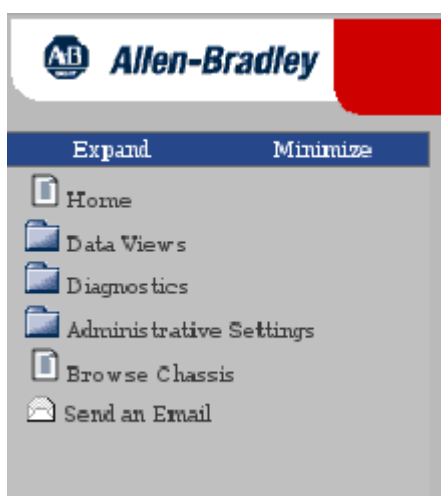 AB Allen-Bradley
Expand Minimize
Home
Data Views
Diagnostics
Administrative Settings
Browse Chassis
Send an Email